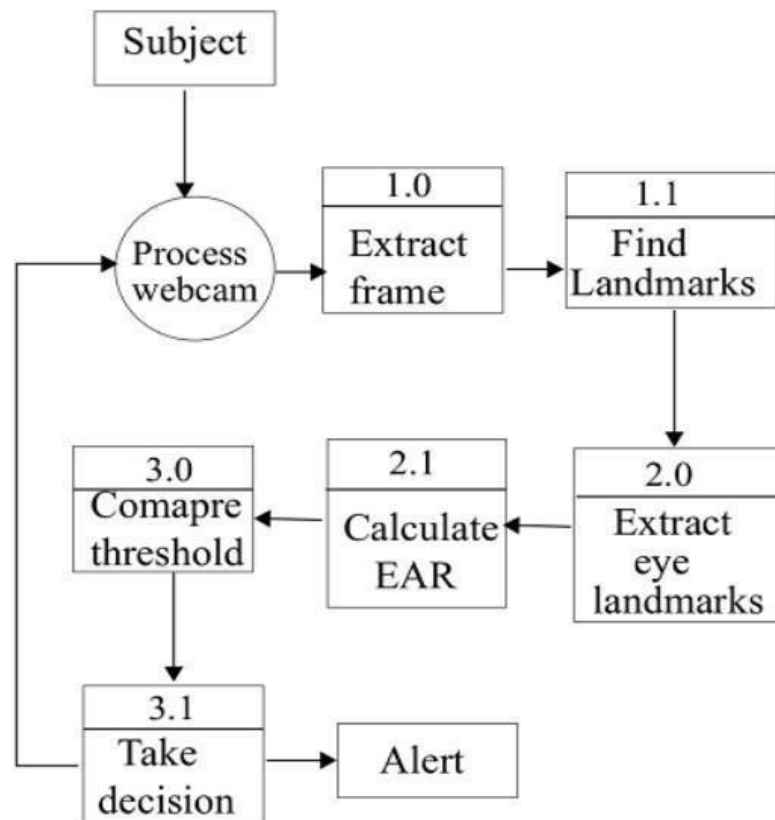 Subject
Process
webcam
1.0
Extract
frame
1.1
Find
Landmarks
2.0
Extract
eye
landmarks
2.1
Calculate
EAR
3.0
Comapre
threshold
3.1
Take
decision
Alert